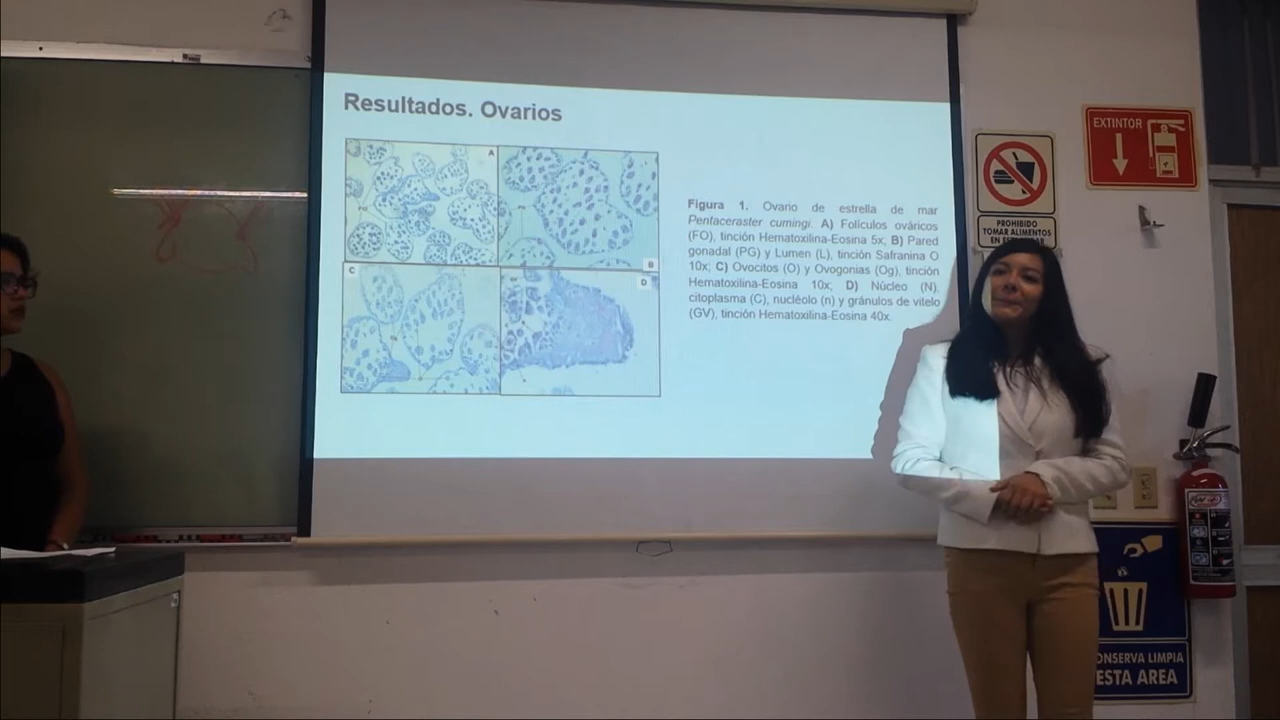 Resultados. Ovarios
A
B
C
D
Figura 1. Ovario de estrella de mar
Pentaceraster cumingi. A) Folículos ováricos
(FO), tinción Hematoxilina-Eosina 5x; B) Pared
gonadal (PG) y Lumen (L), tinción Safranina O
10x; C) Ovocitos (O) y Ovogonias (Og), tinción
Hematoxilina-Eosina 10x; D) Núcleo (N),
citoplasma (C), nucléolo (n) y gránulos de vitelo
(GV), tinción Hematoxilina-Eosina 40x.
EXTINTOR
PROHIBIDO
TOMAR ALIMENTOS
EN
CONSERVA LIMPIA
ESTA AREA